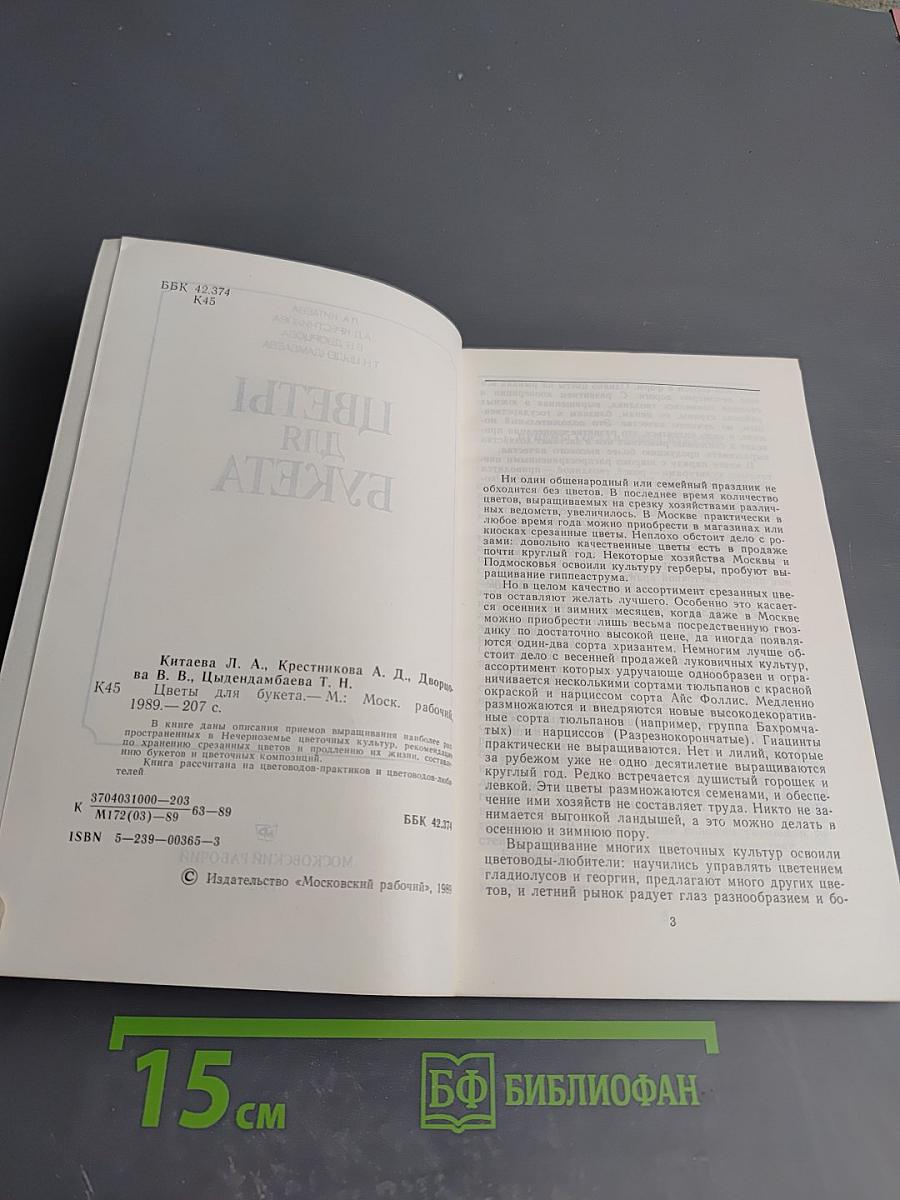 ББК 42.374
К45
Л.А. КИТАЕВА
А.Д. КРЕСТНИКОВА
В.В. ДВОРЦОВА
Т.Н. ЦЫДЕНДАМБАЕВА
ЦВЕТЫ
ДЛЯ
БУКЕТА
Китаева Л. А., Крестникова А. Д., Дворцо-
ва В. В., Цыдендамбаева Т. Н.
К45 Цветы для букета.— М.: Моск. рабочий,
1989.— 207 с.
В книге даны описания приемов выращивания наиболее рас
пространенных в Нечерноземье цветочных культур, рекомендации
по хранению срезанных цветов и продлению их жизни, составле
нию букетов и цветочных композиций.
Книга рассчитана на цветоводов-практиков и цветоводов-люби
телей
К 3704031000—203 63—89
М172(03)—89
ББК 42.374
ISBN 5—239—00365—3
МОСКОВСКИЙ РАБОЧИЙ
© Издательство «Московский рабочий», 1989
Ни один общенародный или семейный праздник не
обходится без цветов. В последнее время количество
цветов, выращиваемых на срезку хозяйствами различ-
ных ведомств, увеличилось. В Москве практически в
любое время года можно приобрести в магазинах или
киосках срезанные цветы. Неплохо обстоит дело с ро-
зами: довольно качественные цветы есть в продаже
почти круглый год. Некоторые хозяйства Москвы и
Подмосковья освоили культуру герберы, пробуют вы-
ращивание гиппеаструма.
Но в целом качество и ассортимент срезанных цве-
тов оставляют желать лучшего. Особенно это касает-
ся осенних и зимних месяцев, когда даже в Москве
можно приобрести лишь весьма посредственную гвоз-
дику по достаточно высокой цене, да иногда появля-
ются один-два сорта хризантем. Немногим лучше об-
стоит дело с весенней продажей луковичных культур,
ассортимент которых удручающе однообразен и огра-
ничивается несколькими сортами тюльпанов с красной
окраской и нарциссом сорта Айс Фоллис. Медленно
размножаются и внедряются новые высокодекоратив-
ные сорта тюльпанов (например, группа Бахромча-
тых) и нарциссов (Разрезнокорончатые). Гиацинты
практически не выращиваются. Нет и лилий, которые
за рубежом уже не одно десятилетие выращиваются
круглый год. Редко встречается душистый горошек и
левкой. Эти цветы размножаются семенами, и обеспе-
чение ими хозяйств не составляет труда. Никто не за-
нимается выгонкой ландышей, а это можно делать в
осеннюю и зимнюю пору.
Выращивание многих цветочных культур освоили
цветоводы-любители: научились управлять цветением
гладиолусов и георгин, предлагают много других цве-
тов, и летний рынок радует глаз разнообразием и бо-
3
15 см
БФ БИБЛИОФАН